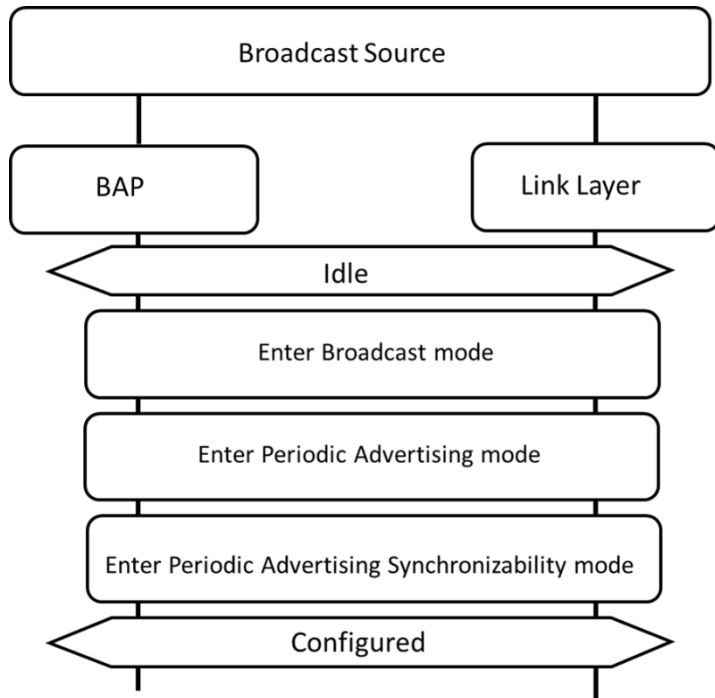 Broadcast Source
BAP
Link Layer
Idle
Enter Broadcast mode
Enter Periodic Advertising mode
Enter Periodic Advertising Synchronizability mode
Configured